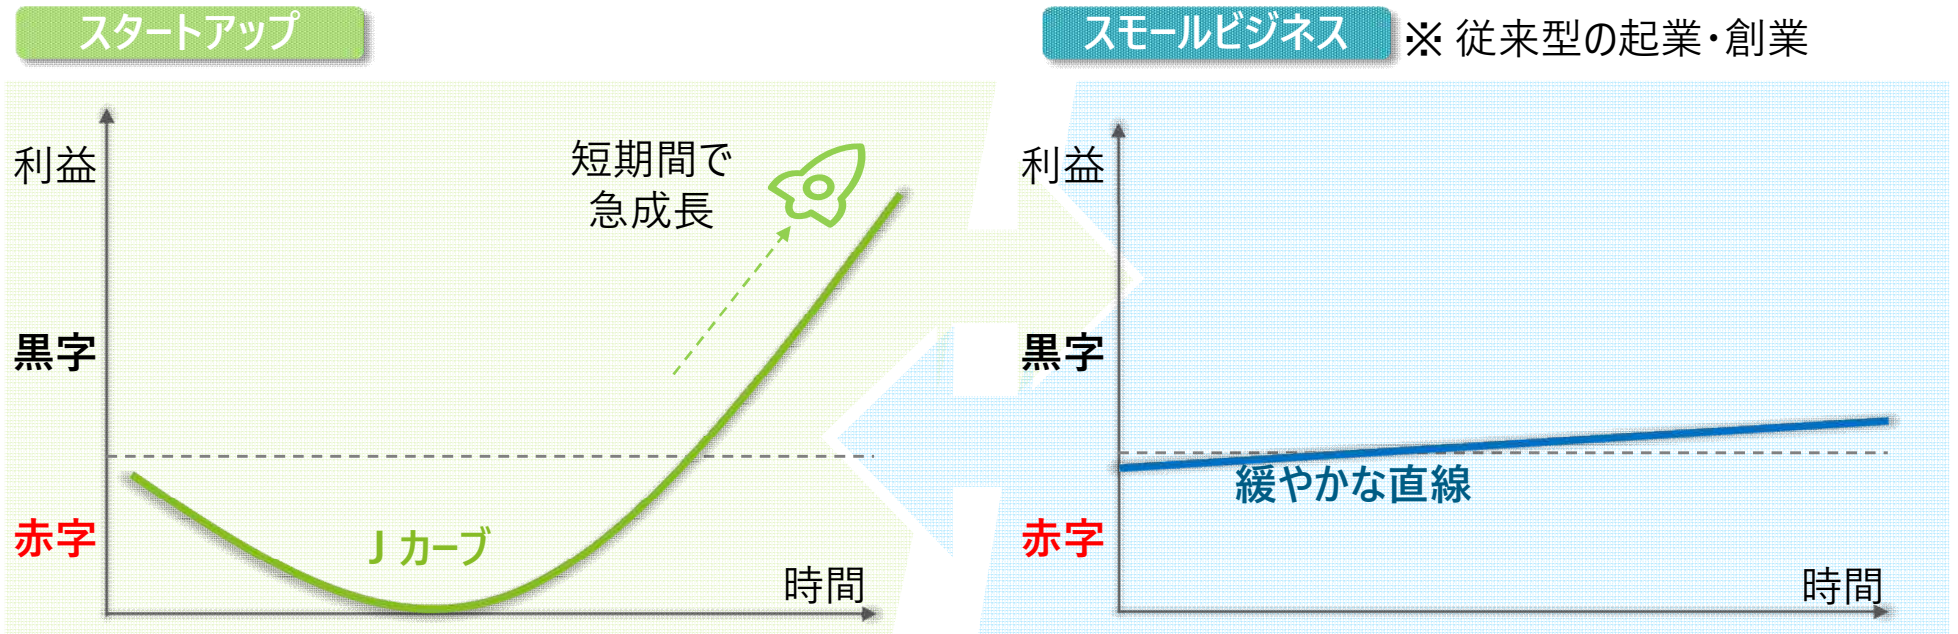 スタートアップ
利益
短期間で
急成長
黒字
赤字
Jカーブ
時間
スモールビジネス ※ 従来型の起業・創業
利益
黒字
緩やかな直線
赤字
時間